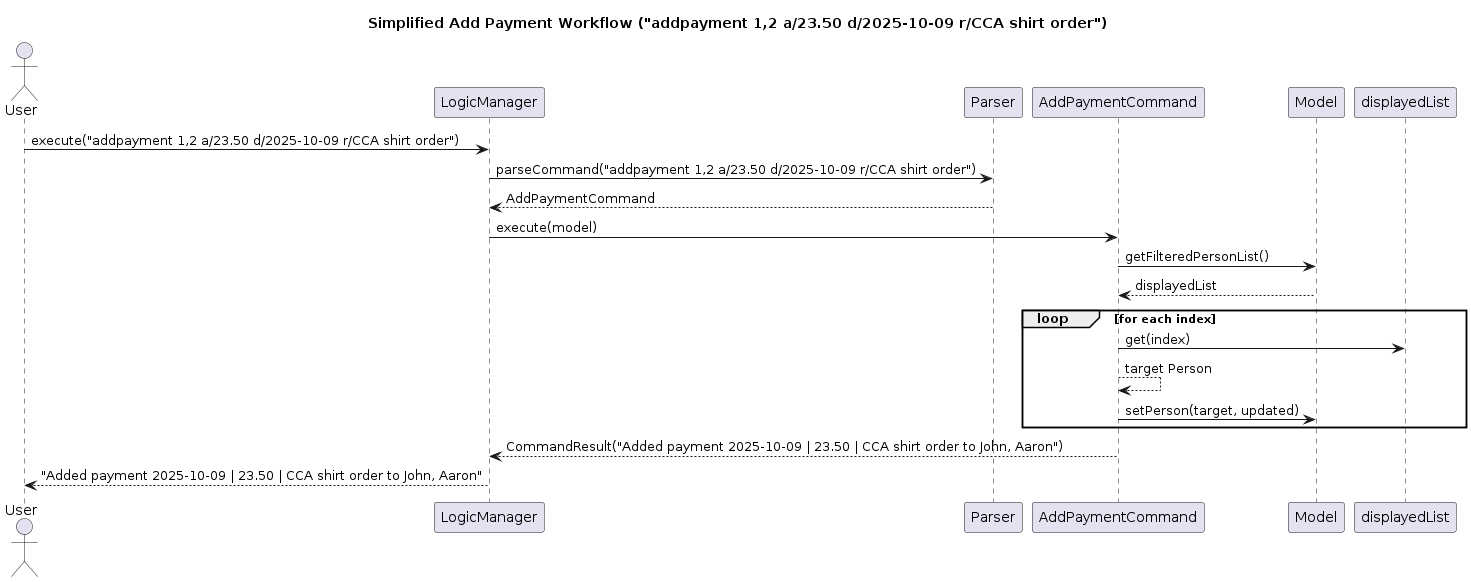 Simplified Add Payment Workflow ("addpayment 1,2 a/23.50 d/2025-10-09 r/CCA shirt order")
User
LogicManager
Parser
AddPaymentCommand
Model
displayedList
execute("addpayment 1,2 a/23.50 d/2025-10-09 r/CCA shirt order")
parseCommand("addpayment 1,2 a/23.50 d/2025-10-09 r/CCA shirt order")
AddPaymentCommand
execute(model)
getFilteredPersonList()
displayedList
loop
[for each index]
get(index)
target Person
setPerson(target, updated)
CommandResult("Added payment 2025-10-09 | 23.50 | CCA shirt order to John, Aaron")
"Added payment 2025-10-09 | 23.50 | CCA shirt order to John, Aaron"
User
LogicManager
Parser
AddPaymentCommand
Model
displayedList